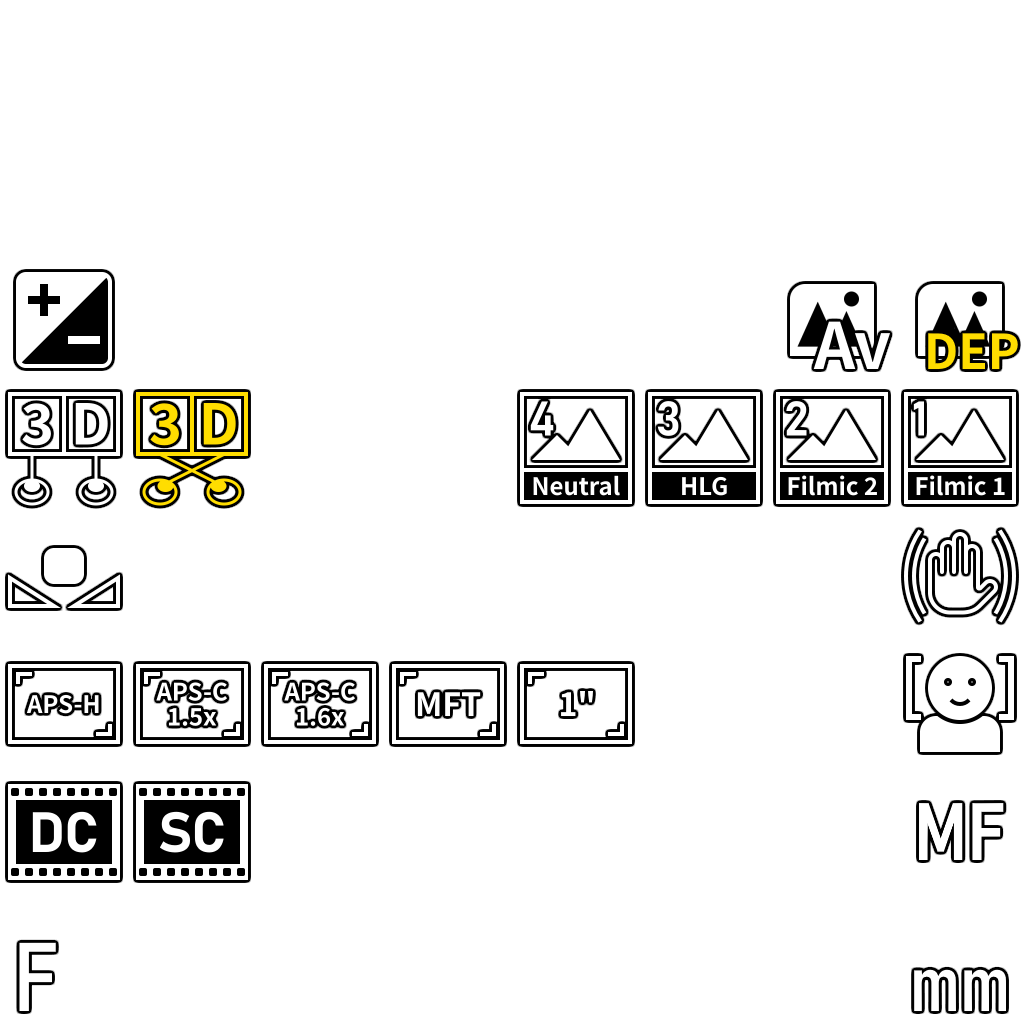 +
−
Av
DEP
3D
3D
4
Neutral
3
HLG
2
Filmic 2
1
Filmic 1
APS-H
APS-C
1.5x
APS-C
1.6x
MFT
1"
DC
SC
MF
F
mm